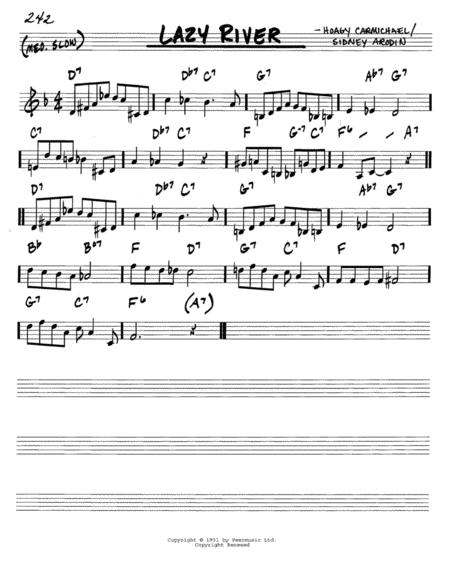 242
(MED. SLOW)
LAZY RIVER
- HOAGY CARMICHAEL/
SIDNEY ARODIN
D7 Db7 C7 G7 Ab7 G7
C7 Db7 C7 F G7 C7 F6 A7
D7 Db7 C7 G7 Ab7 G7
Bb Bo7 F D7 G7 C7 F D7
G7 C7 F6 (A7)
Copyright © 1931 by Peermusic Ltd.
Copyright Renewed